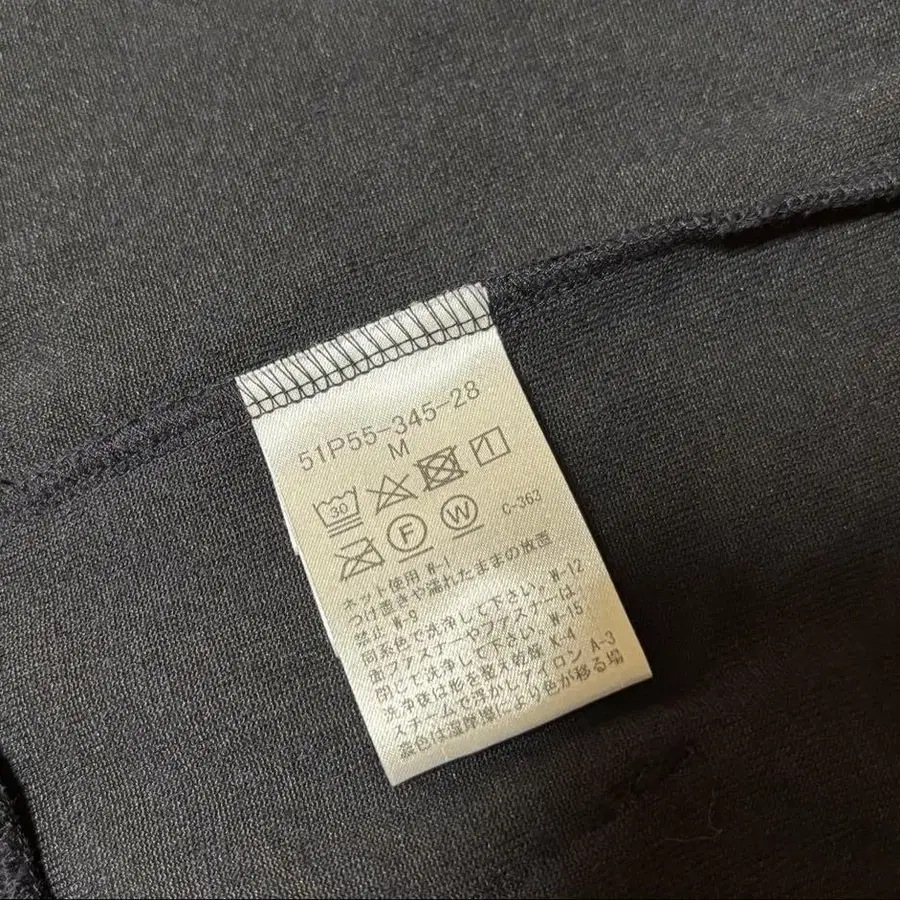 51P55-345-28
M
30
F W C-363
ネット使用 W-1
つけ置きや濡れたままの放置
禁止 W-9
同系色で洗浄して下さい。W-12
面ファスナーやファスナーは
閉じて洗浄して下さい。W-15
洗浄後は形を整え乾燥 K-4
スチームで浮かしアイロン A-3
濃色は湿摩擦により色が移る場